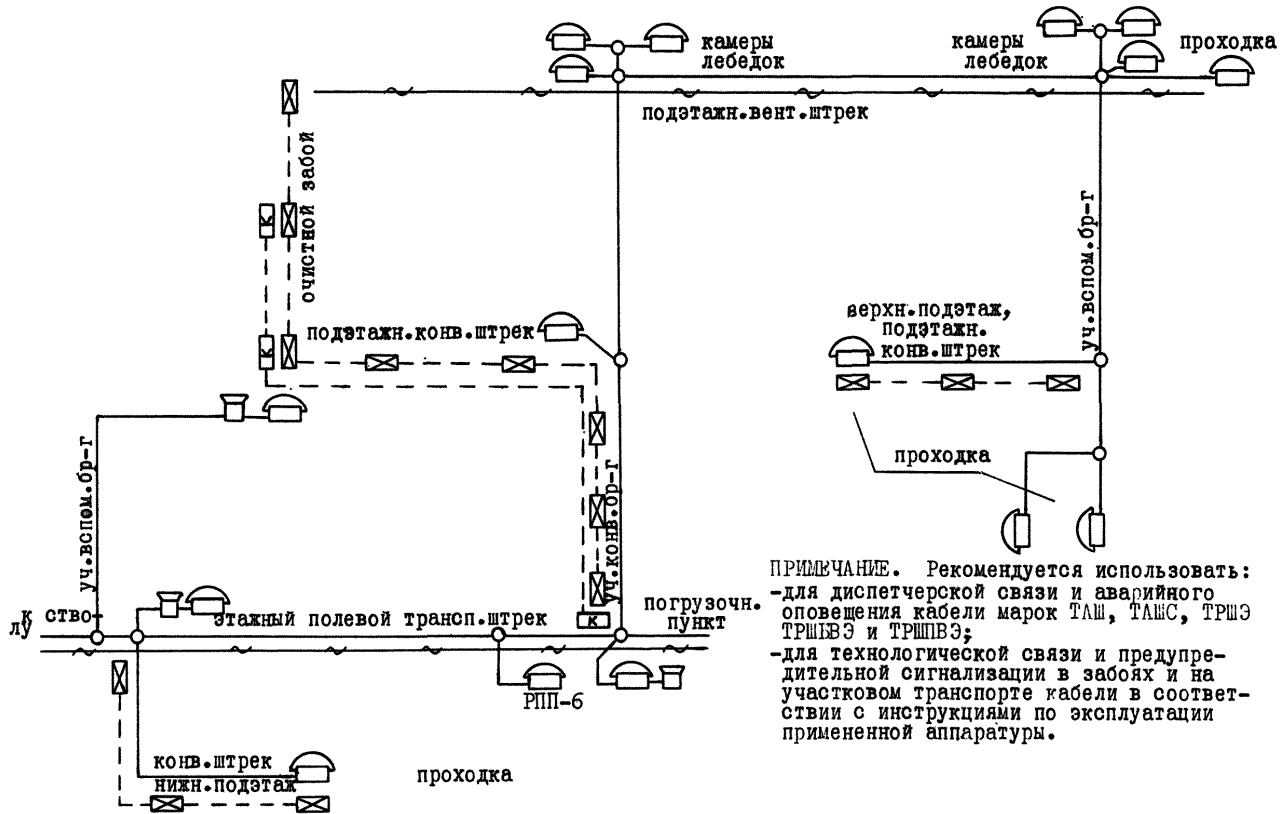 камеры
лебедок
камеры
лебедок
проходка
подэтажн.вент.штрек
очистной забой
К
К
уч.вспом.бр-г
подэтажн.конв.штрек
верхн.подэтаж,
подэтажн.
конв.штрек
проходка
уч.вспом.бр-г
уч.конв.бр-г
к ство-
лу
этажный полевой трансп.штрек
К
погрузочн.
пункт
РПП-6
конв.штрек
нижн.подэтаж
проходка
ПРИМЕЧАНИЕ. Рекомендуется использовать:
-для диспетчерской связи и аварийного
оповещения кабели марок ТАШ, ТАШС, ТРШЭ
ТРШБВЭ и ТРШПВЭ;
-для технологической связи и предупре-
дительной сигнализации в забоях и на
участковом транспорте кабели в соответ-
ствии с инструкциями по эксплуатации
примененной аппаратуры.